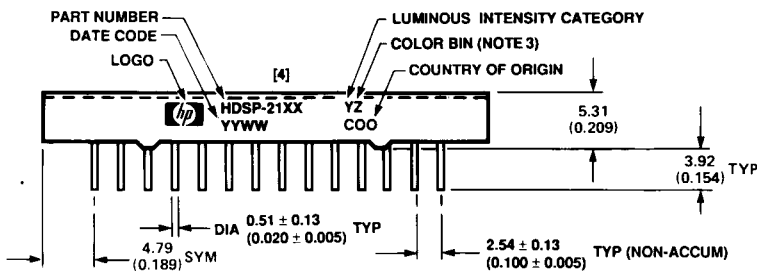 PART NUMBER
DATE CODE
LOGO
LUMINOUS INTENSITY CATEGORY
COLOR BIN (NOTE 3)
COUNTRY OF ORIGIN
[4]
hp
HDSP-21XX
YYWW
YZ
COO
5.31
(0.209)
3.92
(0.154)
TYP
DIA
0.51 ± 0.13
(0.020 ± 0.005)
TYP
4.79
(0.189)
SYM
2.54 ± 0.13
(0.100 ± 0.005)
TYP (NON-ACCUM)